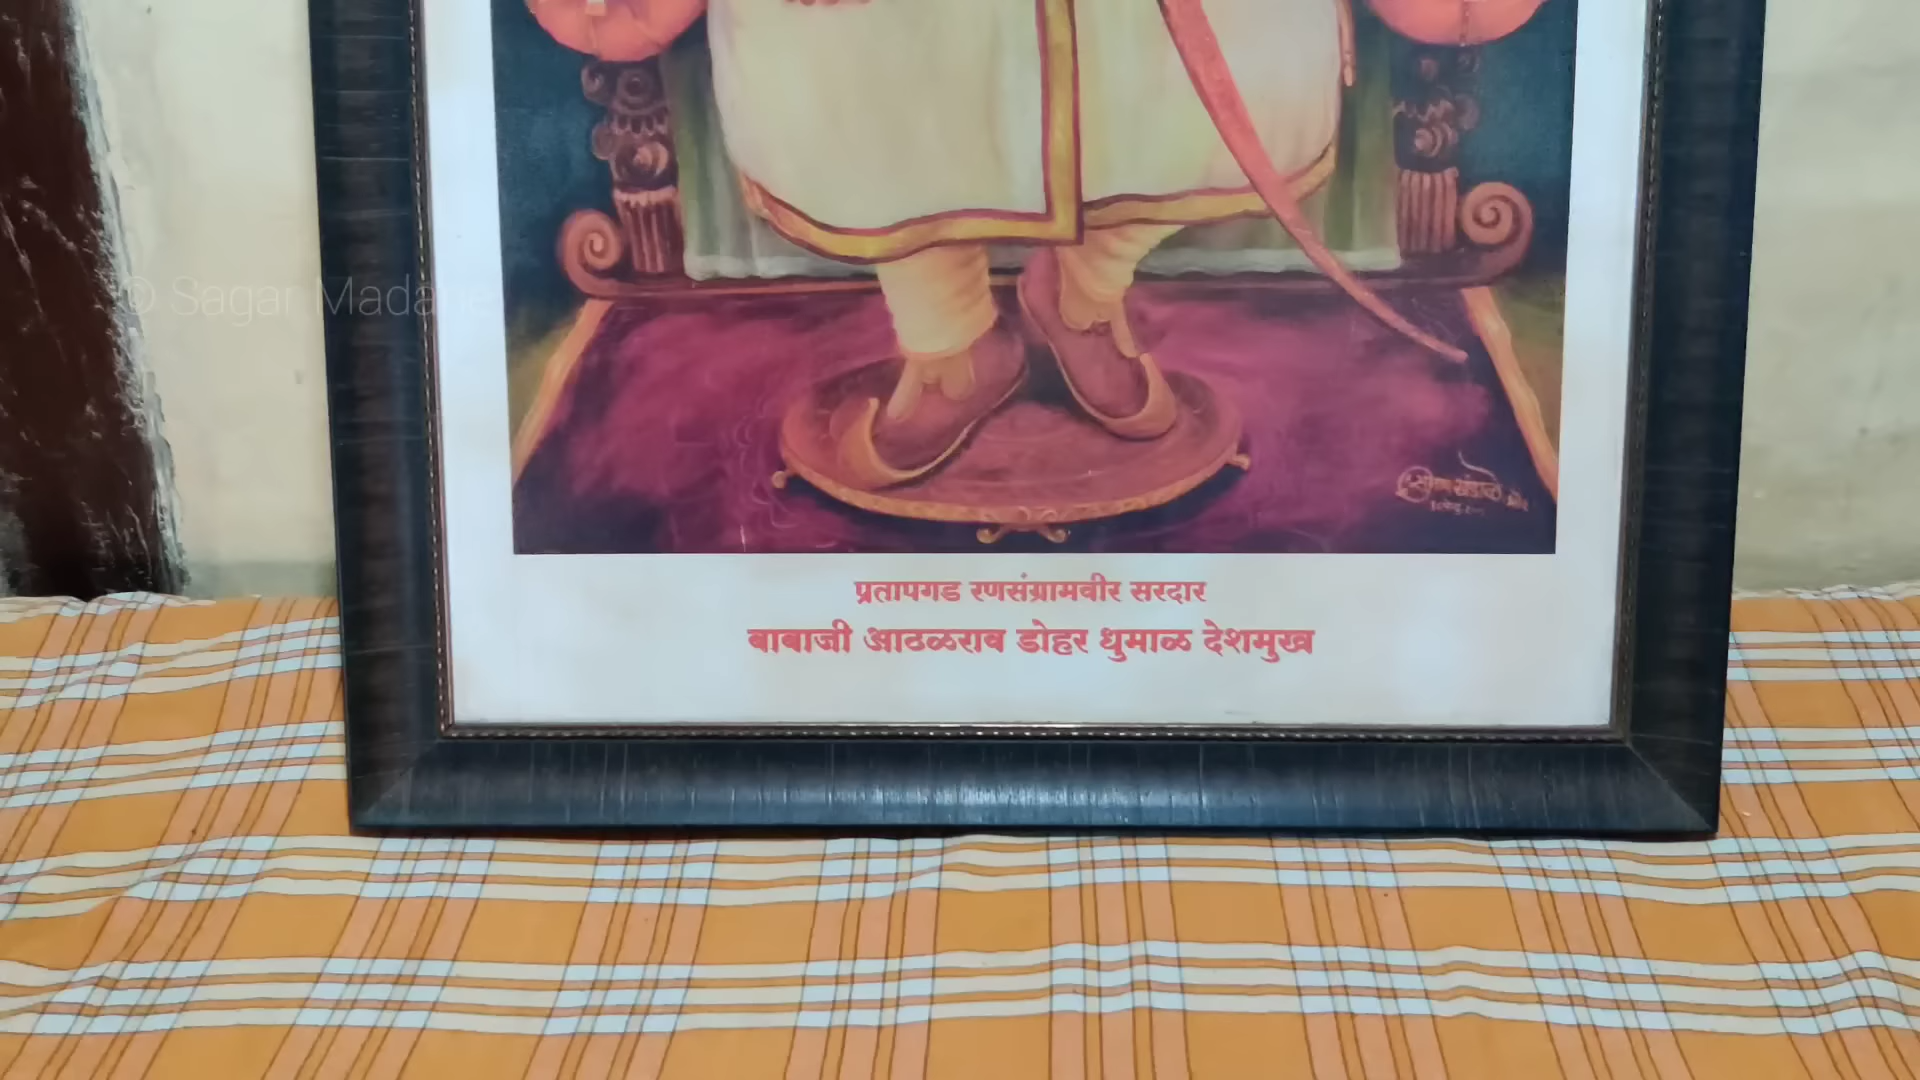 © Sagar Madane
प्रतापगड रणसंग्रामवीर सरदार
बाबाजी आठळराव डोहर धुमाळ देशमुख